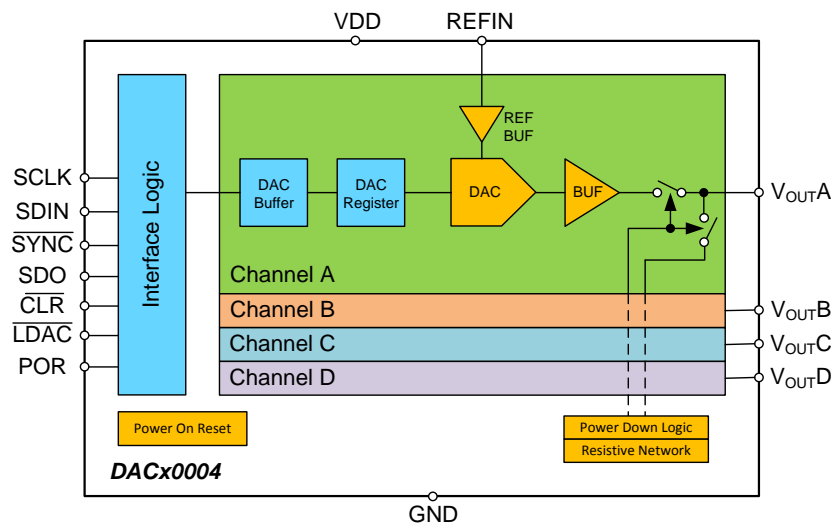 VDD
REFIN
REF
BUF
SCLK
SDIN
SYNC
SDO
CLR
LDAC
POR
Interface Logic
DAC
Buffer
DAC
Register
DAC
BUF
VOUTA
Channel A
Channel B
VOUTB
Channel C
VOUTC
Channel D
VOUTD
Power On Reset
Power Down Logic
Resistive Network
DACx0004
GND